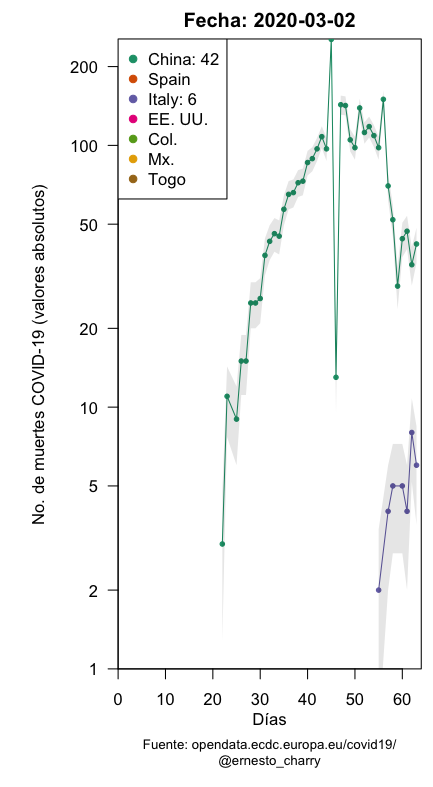 Fecha: 2020-03-02
China: 42
Spain
Italy: 6
EE. UU.
Col.
Mx.
Togo
No. de muertes COVID-19 (valores absolutos)
200
100
50
20
10
5
2
1
0 10 20 30 40 50 60
Días
Fuente: opendata.ecdc.europa.eu/covid19/
@ernesto_charry